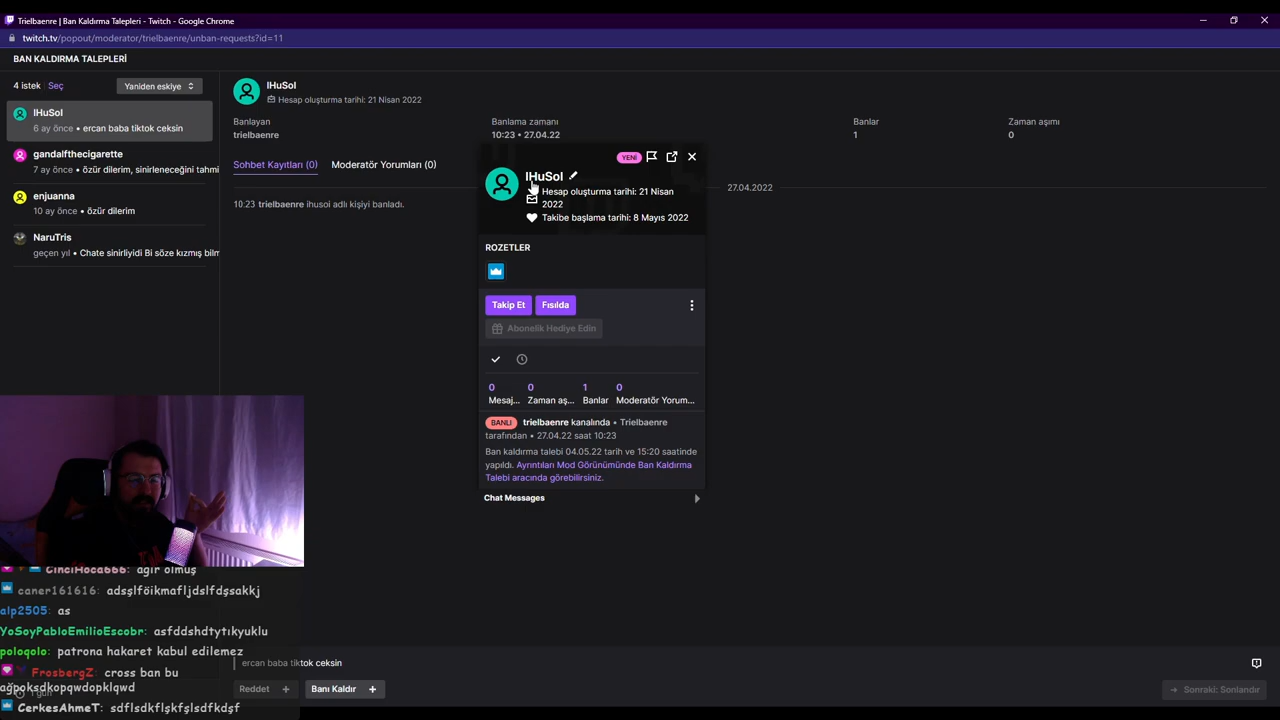 Trielbaenre | Ban Kaldırma Talepleri - Twitch - Google Chrome
twitch.tv/popout/moderator/trielbaenre/unban-requests?id=11
BAN KALDIRMA TALEPLERİ
4 istek Seç
Yeniden eskiye
lHuSol
6 ay önce • ercan baba tiktok ceksin
gandalfthecigarette
7 ay önce • özür dilerim, sinirleneceğini tahmi
enjuanna
10 ay önce • özür dilerim
NaruTris
geçen yıl • Chate sinirliyidi Bi söze kızmış bilm
lHuSol
Hesap oluşturma tarihi: 21 Nisan 2022
Banlayan
trielbaenre
Banlama zamanı
10:23 • 27.04.22
Banlar
1
Zaman aşımı
0
Sohbet Kayıtları (0) Moderatör Yorumları (0)
27.04.2022
10:23 trielbaenre ihusoi adlı kişiyi banladı.
YENİ
lHuSol
Hesap oluşturma tarihi: 21 Nisan
2022
Takibe başlama tarihi: 8 Mayıs 2022
ROZETLER
Takip Et Fısılda
Abonelik Hediye Edin
0 0 1 0
Mesaj... Zaman aş... Banlar Moderatör Yorum...
BANLI trielbaenre kanalında • Trielbaenre
tarafından • 27.04.22 saat 10:23
Ban kaldırma talebi 04.05.22 tarih ve 15:20 saatinde
yapıldı. Ayrıntıları Mod Görünümünde Ban Kaldırma
Talebi aracında görebilirsiniz.
Chat Messages
CinciHoca666: ağır olmuş
caner161616: adsşlföikmafljdslfdşsakkj
alp2505: as
YoSoyPabloEmilioEscobr: asfddshdtytıkyuklu
poloqolo: patrona hakaret kabul edilemez
FrosbergZ: cross ban bu
ağpoksdkopqwdopklqwd
1 gün
CerkesAhmeT: sdflsdkflşkfşlsdfkdşf
ercan baba tiktok ceksin
Reddet + Banı Kaldır +
Sonraki: Sonlandır